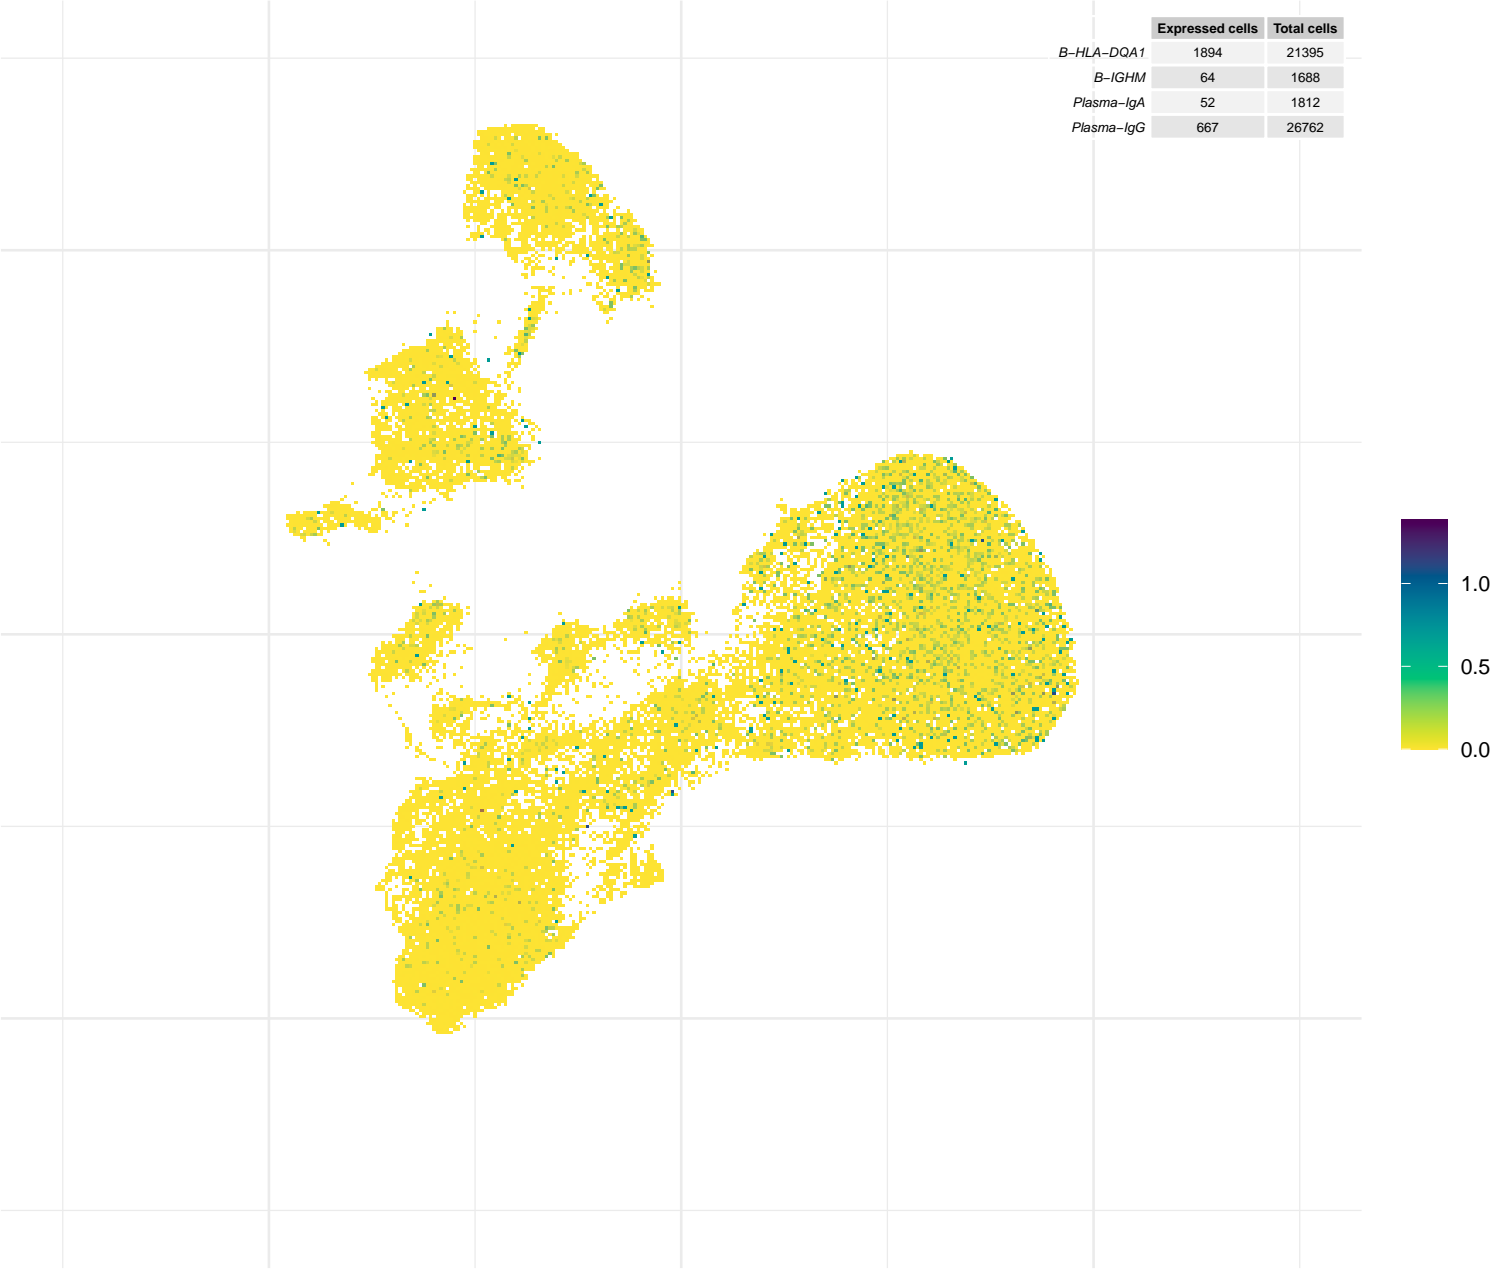 Expressed cells Total cells
B−HLA−DQA1 1894 21395
B−IGHM 64 1688
Plasma−IgA 52 1812
Plasma−IgG 667 26762
1.0
0.5
0.0